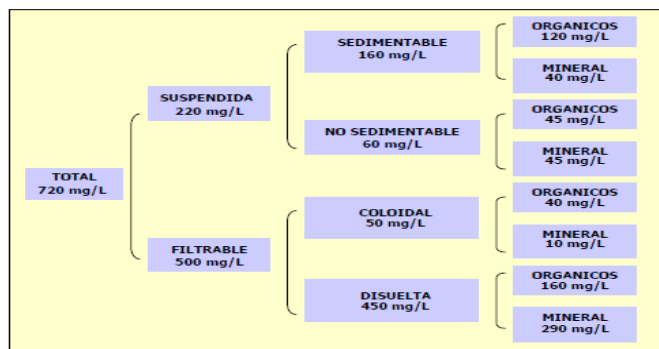 TOTAL
720 mg/L
SUSPENDIDA
220 mg/L
SEDIMENTABLE
160 mg/L
ORGANICOS
120 mg/L
MINERAL
40 mg/L
NO SEDIMENTABLE
60 mg/L
ORGANICOS
45 mg/L
MINERAL
45 mg/L
FILTRABLE
500 mg/L
COLOIDAL
50 mg/L
ORGANICOS
40 mg/L
MINERAL
10 mg/L
DISUELTA
450 mg/L
ORGANICOS
160 mg/L
MINERAL
290 mg/L